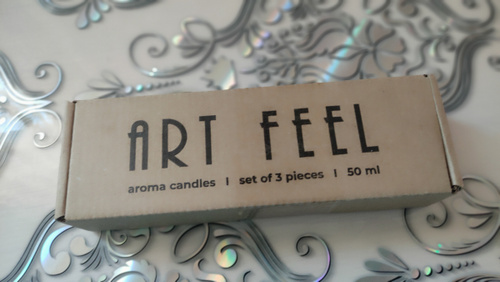 ART FEEL
aroma candles | set of 3 pieces | 50 ml